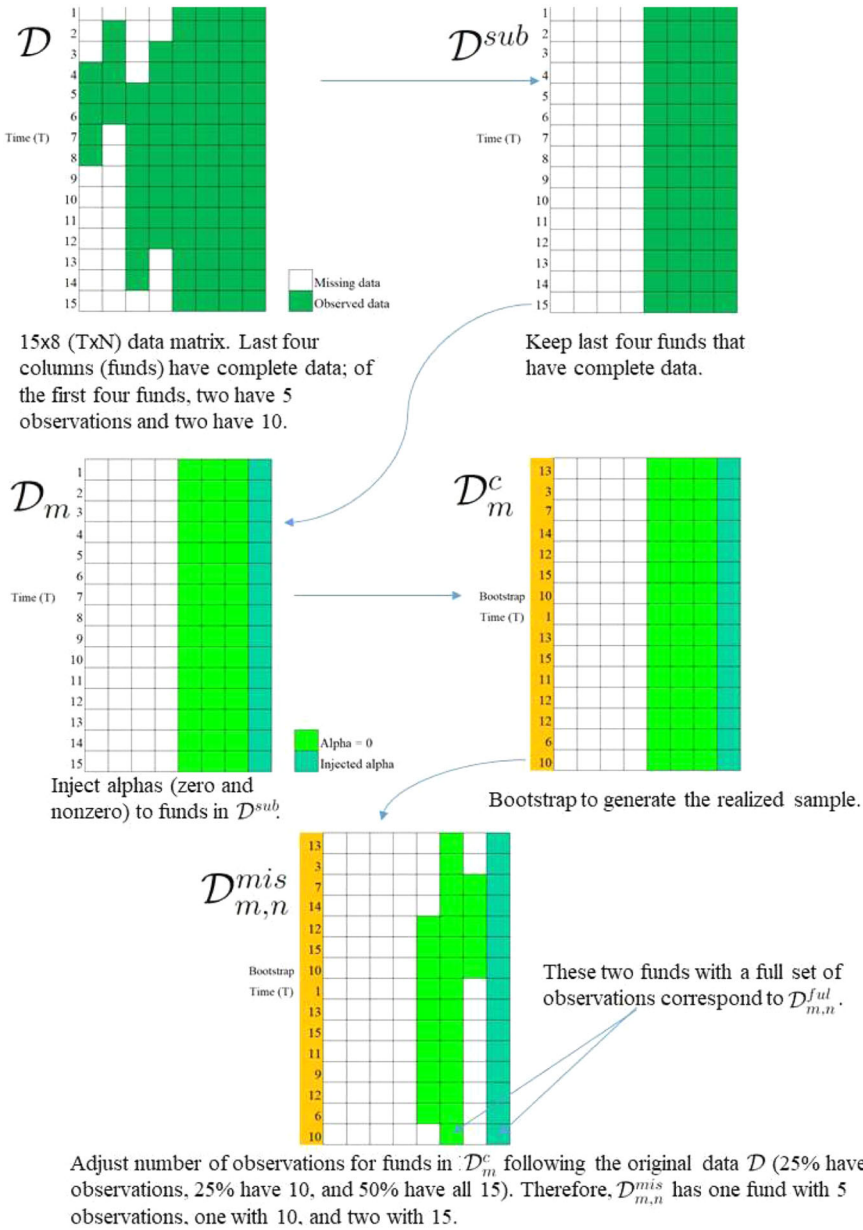 1
2
3
4
5
6
Time (T) 7
8
9
10
11
12
13
14
15
D
Missing data
Observed data
15x8 (TxN) data matrix. Last four
columns (funds) have complete data; of
the first four funds, two have 5
observations and two have 10.
D^{sub}
1
2
3
4
5
6
Time (T) 7
8
9
10
11
12
13
14
15
Keep last four funds that
have complete data.
D_m
1
2
3
4
5
6
Time (T) 7
8
9
10
11
12
13
14
15
Alpha = 0
Injected alpha
Inject alphas (zero and
nonzero) to funds in D^{sub}.
D_m^c
13
3
7
14
12
15
Bootstrap 10
Time (T) 1
13
15
11
12
12
6
10
Bootstrap to generate the realized sample.
D_{m,n}^{mis}
13
3
7
14
12
15
Bootstrap 10
Time (T) 1
13
15
11
9
12
6
10
These two funds with a full set of
observations correspond to D_{m,n}^{ful}.
Adjust number of observations for funds in D_m^c following the original data D (25% have
observations, 25% have 10, and 50% have all 15). Therefore, D_{m,n}^{mis} has one fund with 5
observations, one with 10, and two with 15.